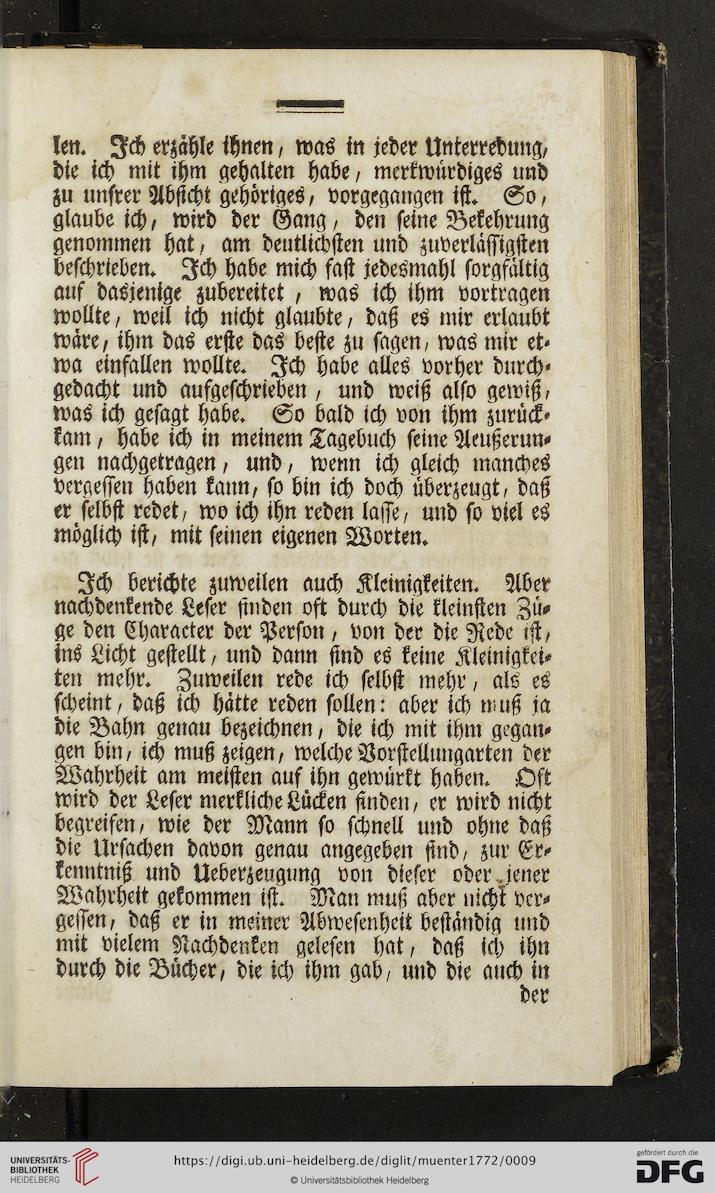 len. Ich erzähle ihnen, was in jeder Unterredung,
die ich mit ihm gehalten habe, merkwürdiges und
zu unsrer Absicht gehöriges, vorgegangen ist. So,
glaube ich, wird der Gang, den seine Bekehrung
genommen hat, am deutlichsten und zuverlässigsten
beschrieben. Ich habe mich fast jedesmahl sorgfältig
auf dasjenige zubereitet, was ich ihm vortragen
wollte, weil ich nicht glaubte, daß es mir erlaubt
wäre, ihm das erste das beste zu sagen, was mir et-
wa einfallen wollte. Ich habe alles vorher durch-
gedacht und aufgeschrieben, und weiß also gewiß,
was ich gesagt habe. So bald ich von ihm zurück-
kam, habe ich in meinem Tagebuch seine Aeußerun-
gen nachgetragen, und, wenn ich gleich manches
vergessen haben kann, so bin ich doch überzeugt, daß
er selbst redet, wo ich ihn reden lasse, und so viel es
möglich ist, mit seinen eigenen Worten.
Ich berichte zuweilen auch Kleinigkeiten. Aber
nachdenkende Leser finden oft durch die kleinsten Zü-
ge den Character der Person, von der die Rede ist,
ins Licht gestellt, und dann sind es keine Kleinigkei-
ten mehr. Zuweilen rede ich selbst mehr, als es
scheint, daß ich hätte reden sollen: aber ich muß ja
die Bahn genau bezeichnen, die ich mit ihm gegan-
gen bin, ich muß zeigen, welche Vorstellungarten der
Wahrheit am meisten auf ihn gewürkt haben. Oft
wird der Leser merkliche Lücken finden, er wird nicht
begreifen, wie der Mann so schnell und ohne daß
die Ursachen davon genau angegeben sind, zur Er-
kenntniß und Ueberzeugung von dieser oder jener
Wahrheit gekommen ist. Man muß aber nicht ver-
gessen, daß er in meiner Abwesenheit beständig und
mit vielem Nachdenken gelesen hat, daß ich ihn
durch die Bücher, die ich ihm gab, und die auch in
der
UNIVERSITÄTS-
BIBLIOTHEK
HEIDELBERG
https://digi.ub.uni-heidelberg.de/diglit/muenter1772/0009
© Universitätsbibliothek Heidelberg
gefördert durch die
DFG